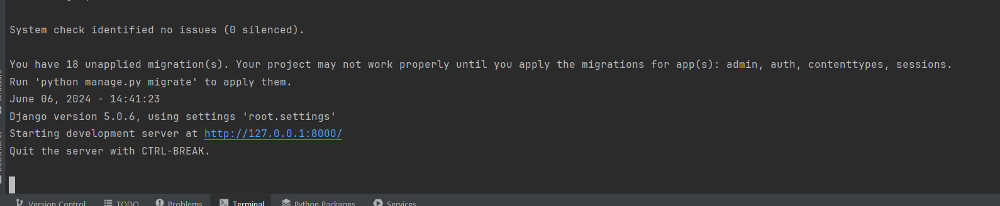 System check identified no issues (0 silenced).
You have 18 unapplied migration(s). Your project may not work properly until you apply the migrations for app(s): admin, auth, contenttypes, sessions.
Run 'python manage.py migrate' to apply them.
June 06, 2024 - 14:41:23
Django version 5.0.6, using settings 'root.settings'
Starting development server at http://127.0.0.1:8000/
Quit the server with CTRL-BREAK.
Version Control TODO Problems Terminal Python Packages Services